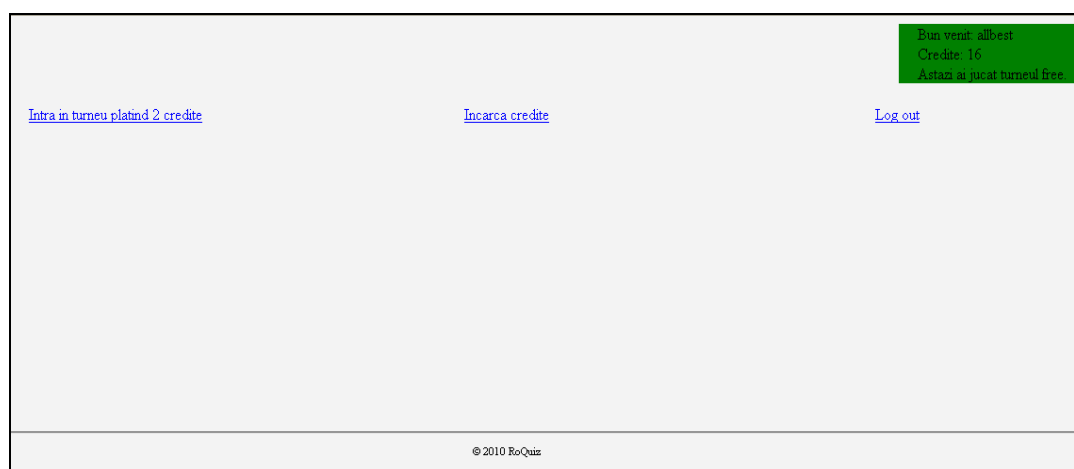 Bun venit: allbest
Credite: 16
Astazi ai jucat turneul free.
Intra in turneu platind 2 credite
Incarca credite
Log out
© 2010 RoQuiz